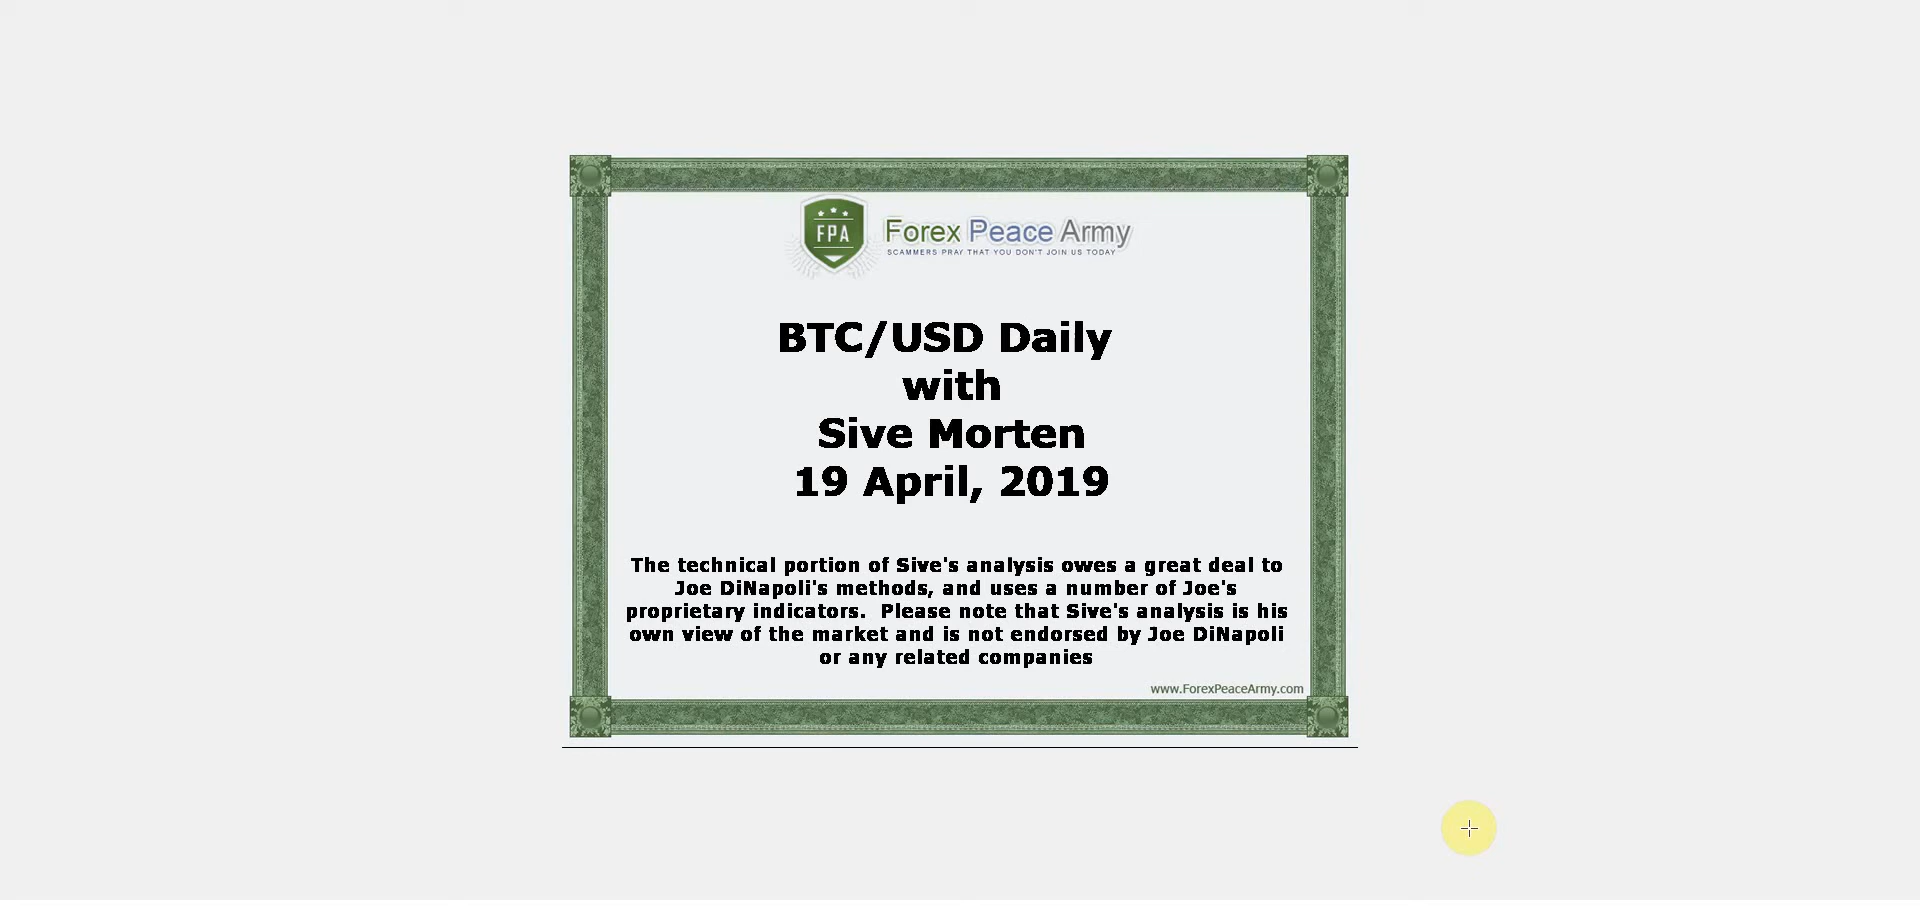 FPA
Forex Peace Army
SCAMMERS PRAY THAT YOU DON'T JOIN US TODAY
BTC/USD Daily
with
Sive Morten
19 April, 2019
The technical portion of Sive's analysis owes a great deal to
Joe DiNapoli's methods, and uses a number of Joe's
proprietary indicators.  Please note that Sive's analysis is his
own view of the market and is not endorsed by Joe DiNapoli
or any related companies
www.ForexPeaceArmy.com